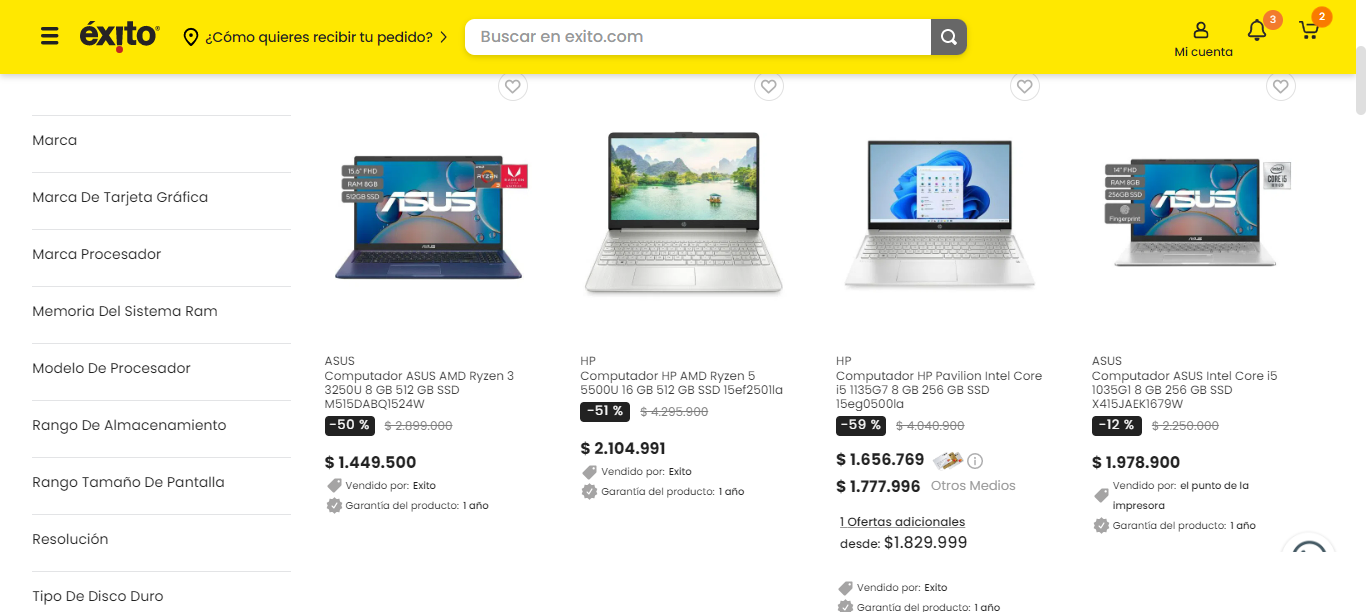 éxito
¿Cómo quieres recibir tu pedido?
Buscar en exito.com
Mi cuenta
3
2
Marca
Marca De Tarjeta Gráfica
Marca Procesador
Memoria Del Sistema Ram
Modelo De Procesador
Rango De Almacenamiento
Rango Tamaño De Pantalla
Resolución
Tipo De Disco Duro
15.6" FHD
RAM 8GB
512GB SSD
ASUS
RYZEN
3
RADEON
ASUS
ASUS
Computador ASUS AMD Ryzen 3
3250U 8 GB 512 GB SSD
M515DABQ1524W
-50 % $ 2.899.000
$ 1.449.500
Vendido por: Exito
Garantía del producto: 1 año
HP
Computador HP AMD Ryzen 5
5500U 16 GB 512 GB SSD 15ef2501la
-51 % $ 4.295.900
$ 2.104.991
Vendido por: Exito
Garantía del producto: 1 año
HP
Computador HP Pavilion Intel Core
i5 1135G7 8 GB 256 GB SSD
15eg0500la
-59 % $ 4.040.900
$ 1.656.769
$ 1.777.996 Otros Medios
1 Ofertas adicionales
desde: $1.829.999
Vendido por: Exito
Garantía del producto: 1 año
14" FHD
RAM 8GB
256GB SSD
Fingerprint
ASUS
intel
CORE i5
ASUS
ASUS
Computador ASUS Intel Core i5
1035G1 8 GB 256 GB SSD
X415JAEK1679W
-12 % $ 2.250.000
$ 1.978.900
Vendido por: el punto de la
impresora
Garantía del producto: 1 año